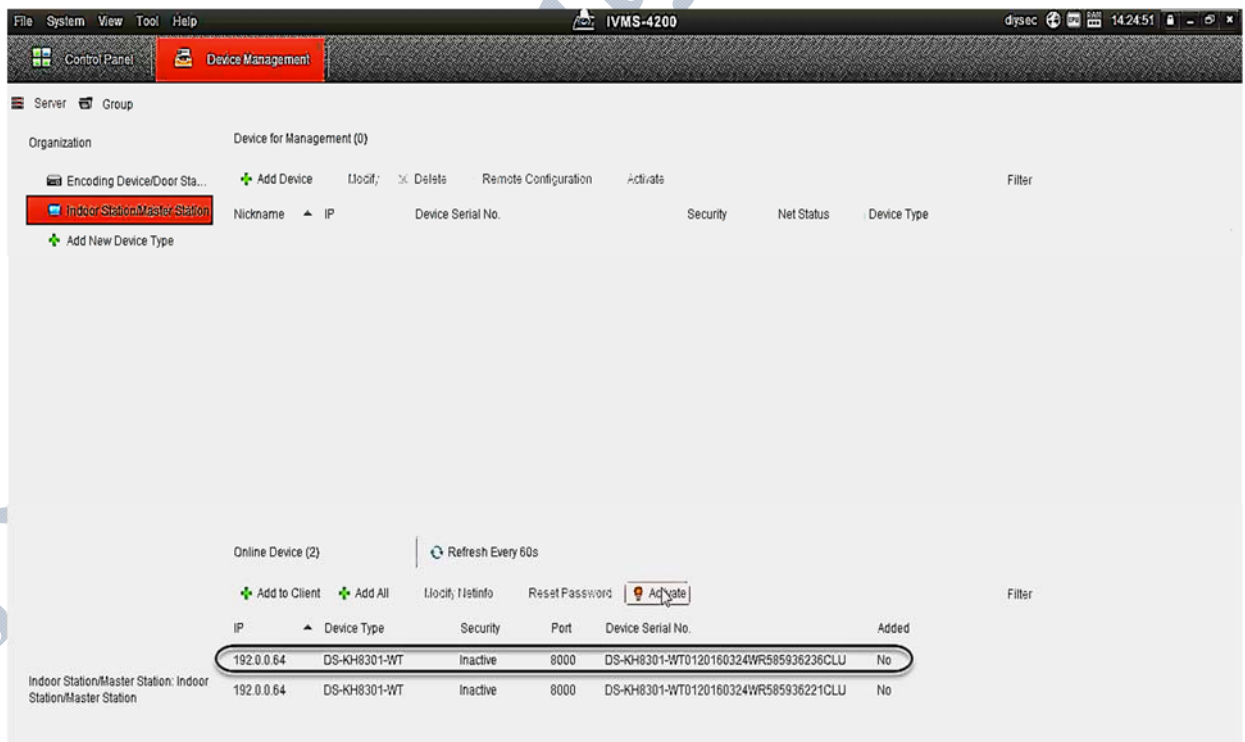 File System View Tool Help
IVMS-4200
diysec
14:24:51
Control Panel
Device Management
Server Group
Organization
Encoding Device/Door Sta...
Indoor Station/Master Station
Add New Device Type
Device for Management (0)
Add Device Modify Delete Remote Configuration Activate Filter
Nickname IP Device Serial No. Security Net Status Device Type
Online Device (2) Refresh Every 60s
Add to Client Add All Modify Netinfo Reset Password Activate Filter
IP Device Type Security Port Device Serial No. Added
192.0.0.64 DS-KH8301-WT Inactive 8000 DS-KH8301-WT0120160324WR585936236CLU No
192.0.0.64 DS-KH8301-WT Inactive 8000 DS-KH8301-WT0120160324WR585936221CLU No
Indoor Station/Master Station: Indoor
Station/Master Station